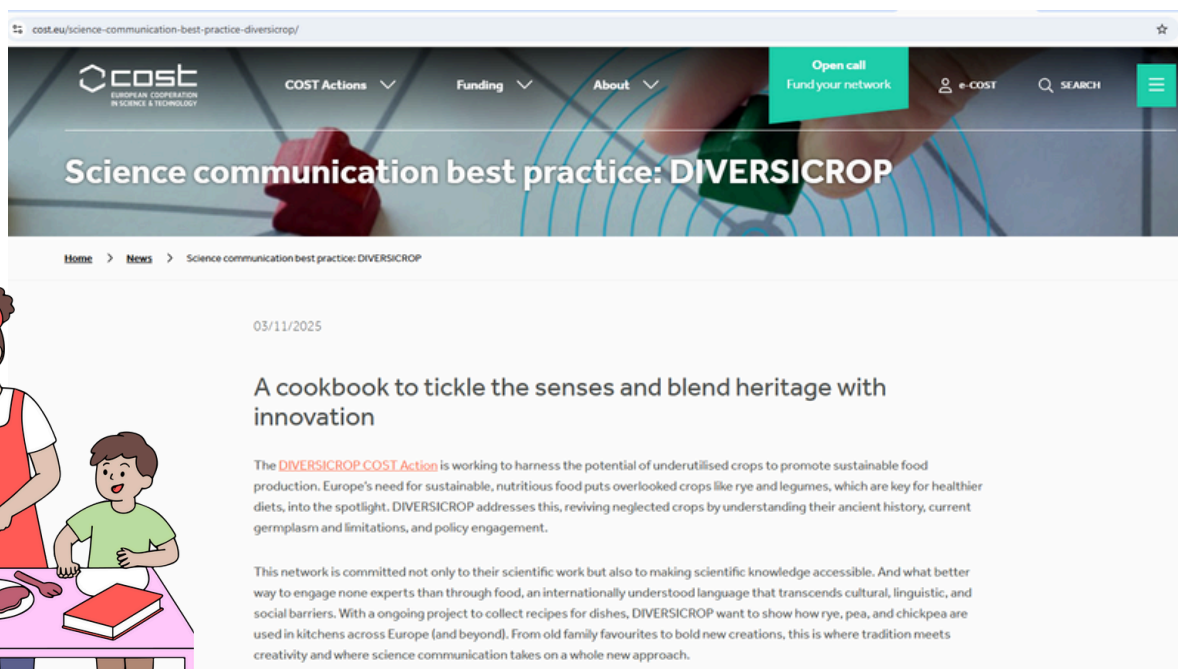 cost.eu/science-communication-best-practice-diversicrop/
cost
EUROPEAN COOPERATION
IN SCIENCE & TECHNOLOGY
COST Actions
Funding
About
Open call
Fund your network
e-COST
SEARCH
Science communication best practice: DIVERSICROP
Home > News > Science communication best practice: DIVERSICROP
03/11/2025
A cookbook to tickle the senses and blend heritage with
innovation
The DIVERSICROP COST Action is working to harness the potential of underutilised crops to promote sustainable food
production. Europe's need for sustainable, nutritious food puts overlooked crops like rye and legumes, which are key for healthier
diets, into the spotlight. DIVERSICROP addresses this, reviving neglected crops by understanding their ancient history, current
germplasm and limitations, and policy engagement.
This network is committed not only to their scientific work but also to making scientific knowledge accessible. And what better
way to engage none experts than through food, an internationally understood language that transcends cultural, linguistic, and
social barriers. With a ongoing project to collect recipes for dishes, DIVERSICROP want to show how rye, pea, and chickpea are
used in kitchens across Europe (and beyond). From old family favourites to bold new creations, this is where tradition meets
creativity and where science communication takes on a whole new approach.